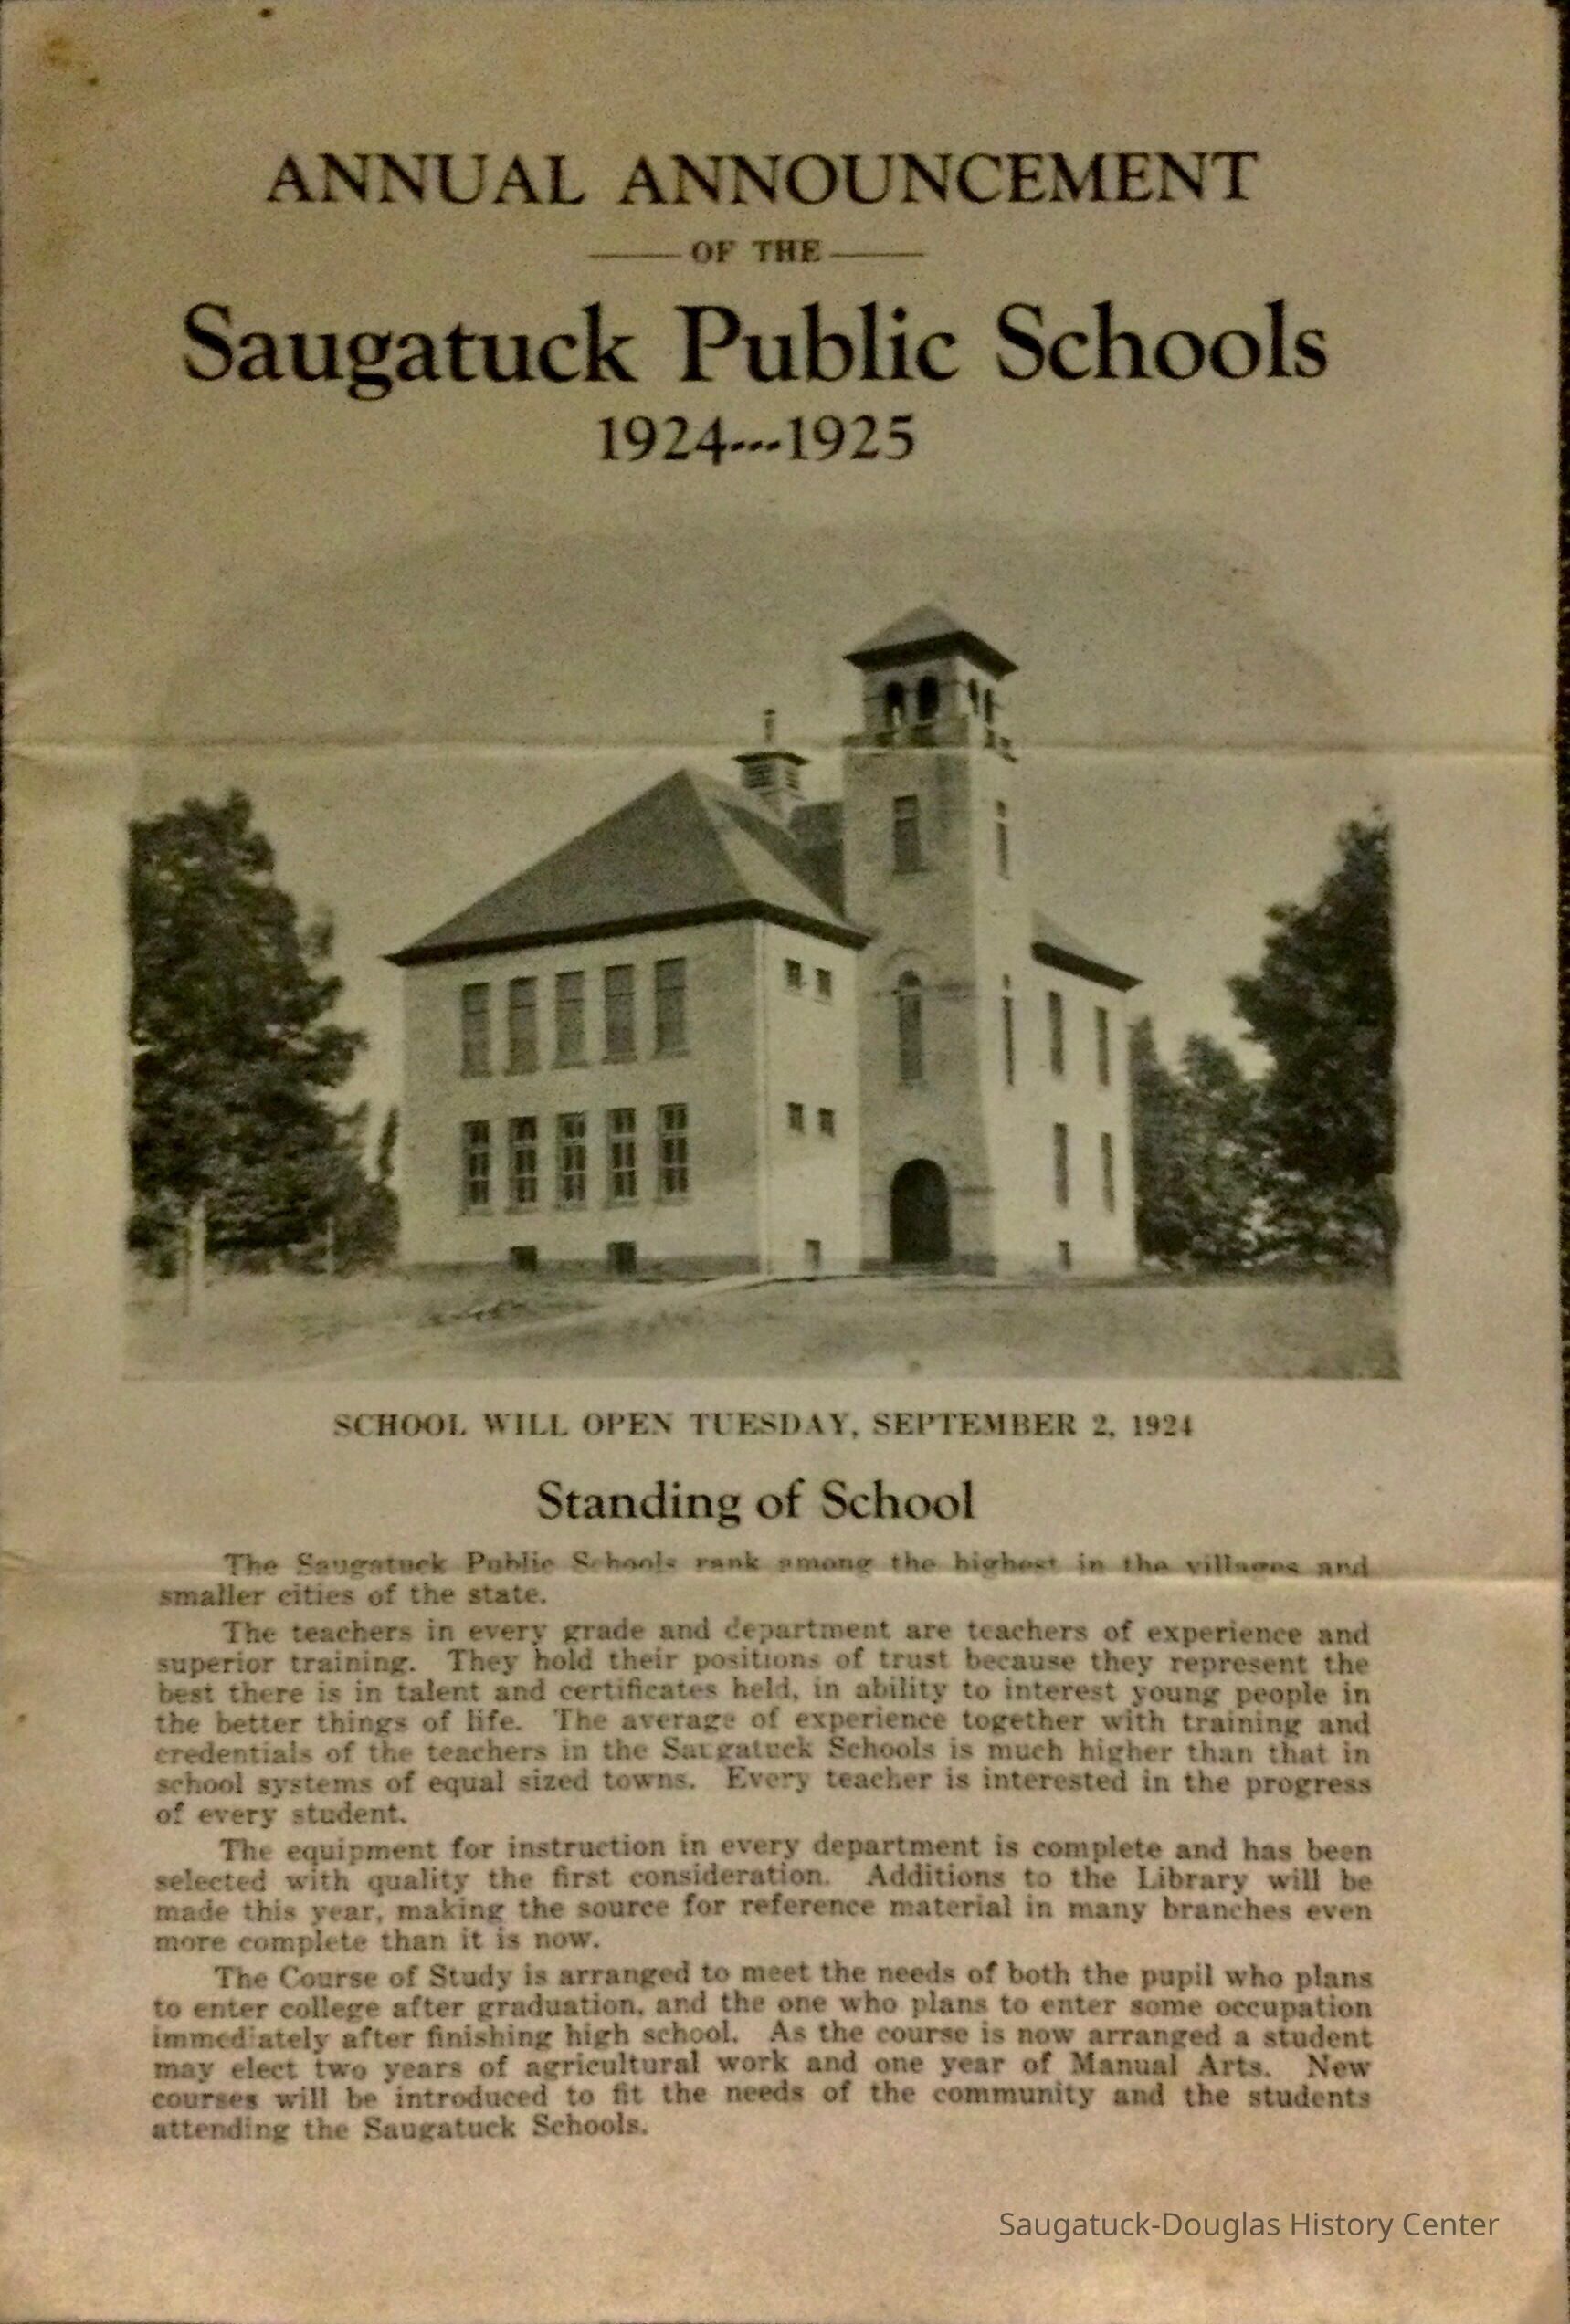 ANNUAL ANNOUNCEMENT
OF THE
Saugatuck Public Schools
1924---1925
SCHOOL WILL OPEN TUESDAY, SEPTEMBER 2, 1924
Standing of School
The Saugatuck Public Schools rank among the highest in the villages and
smaller cities of the state.
The teachers in every grade and department are teachers of experience and
superior training. They hold their positions of trust because they represent the
best there is in talent and certificates held, in ability to interest young people in
the better things of life. The average of experience together with training and
credentials of the teachers in the Saugatuck Schools is much higher than that in
school systems of equal sized towns. Every teacher is interested in the progress
of every student.
The equipment for instruction in every department is complete and has been
selected with quality the first consideration. Additions to the Library will be
made this year, making the source for reference material in many branches even
more complete than it is now.
The Course of Study is arranged to meet the needs of both the pupil who plans
to enter college after graduation, and the one who plans to enter some occupation
immediately after finishing high school. As the course is now arranged a student
may elect two years of agricultural work and one year of Manual Arts. New
courses will be introduced to fit the needs of the community and the students
attending the Saugatuck Schools.
Saugatuck-Douglas History Center